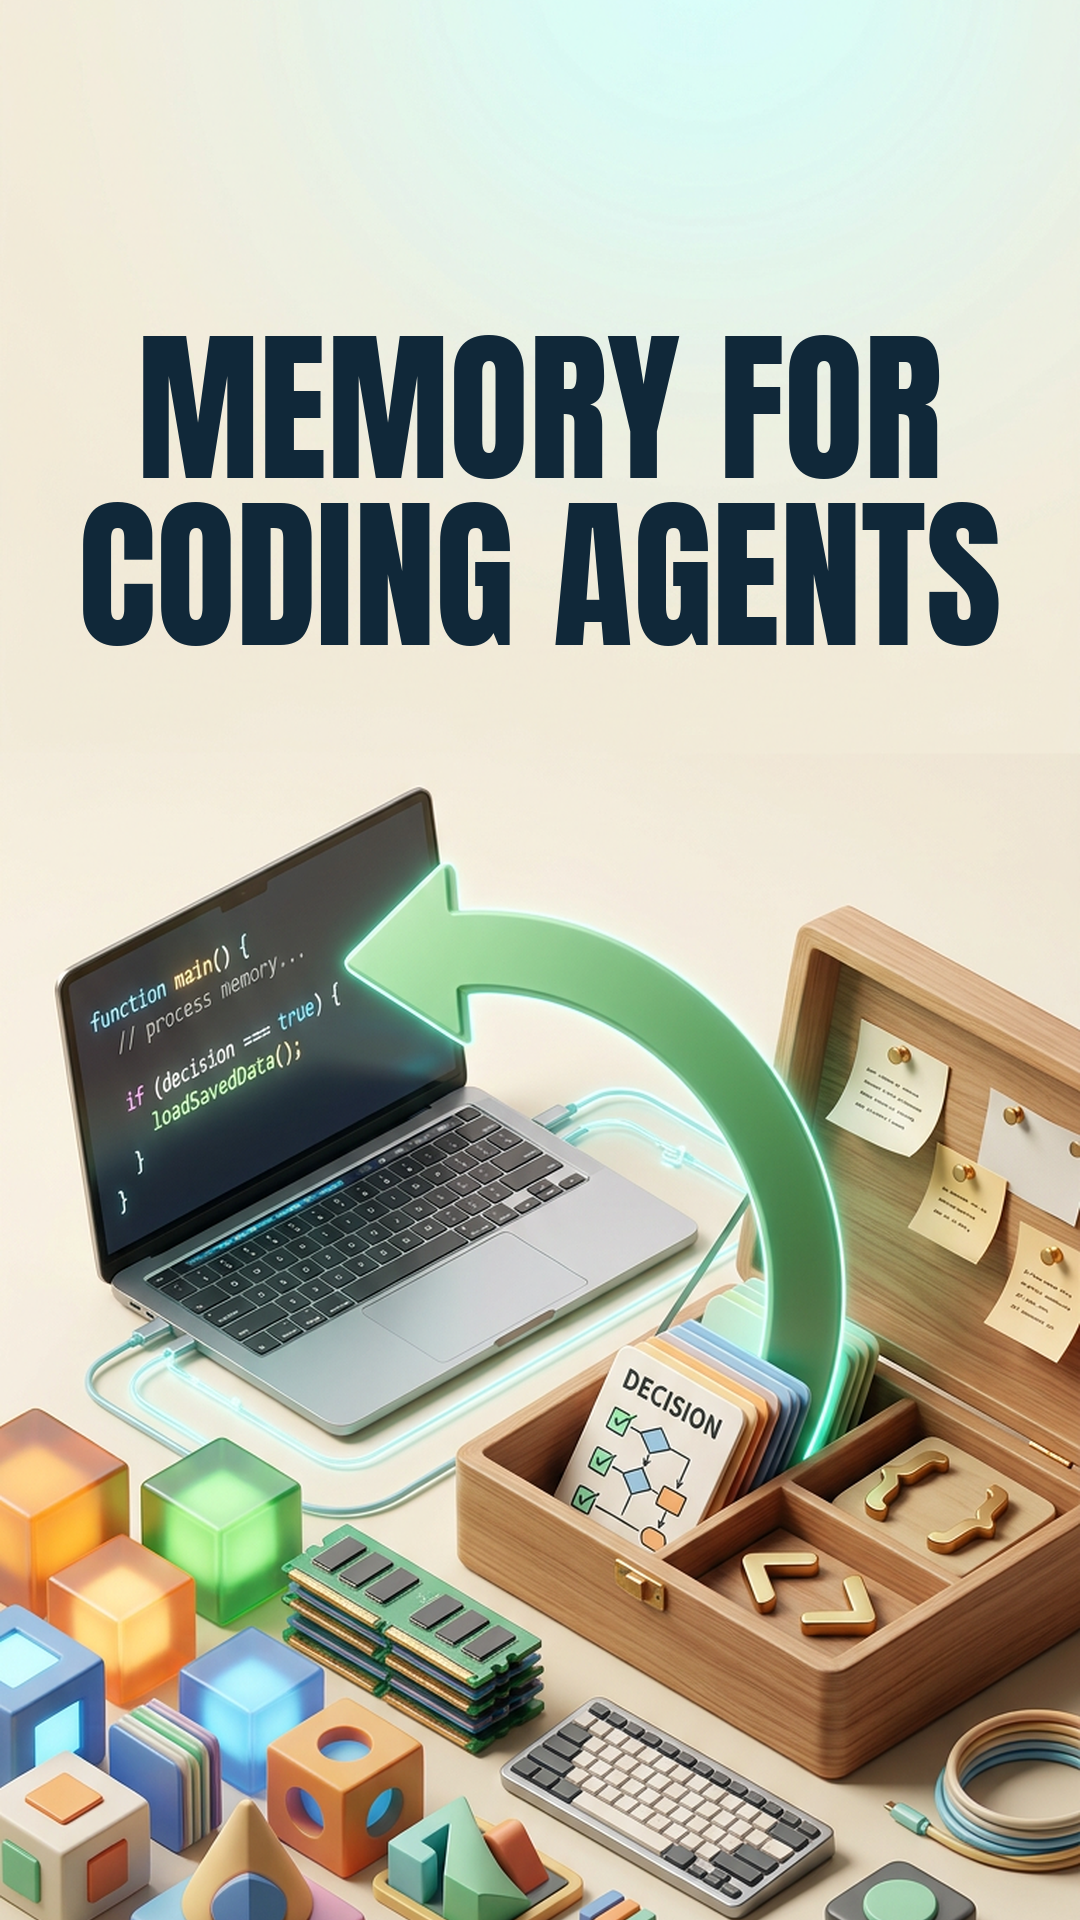 MEMORY FOR
CODING AGENTS
function main() {
// process memory...
if (decision == true) {
loadSavedData();
}
}
DECISION